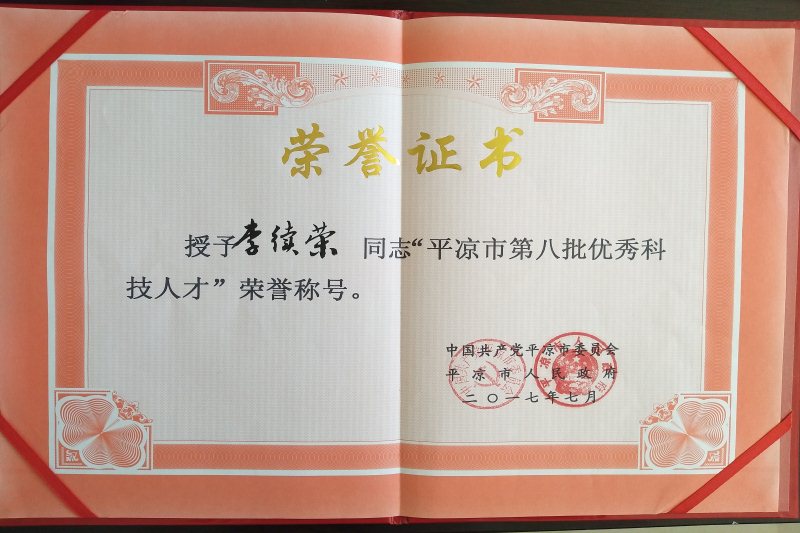 荣誉证书
授予李续荣 同志“平凉市第八批优秀科
技人才”荣誉称号。
中国共产党平凉市委员会
平凉市人民政府
二〇一七年七月